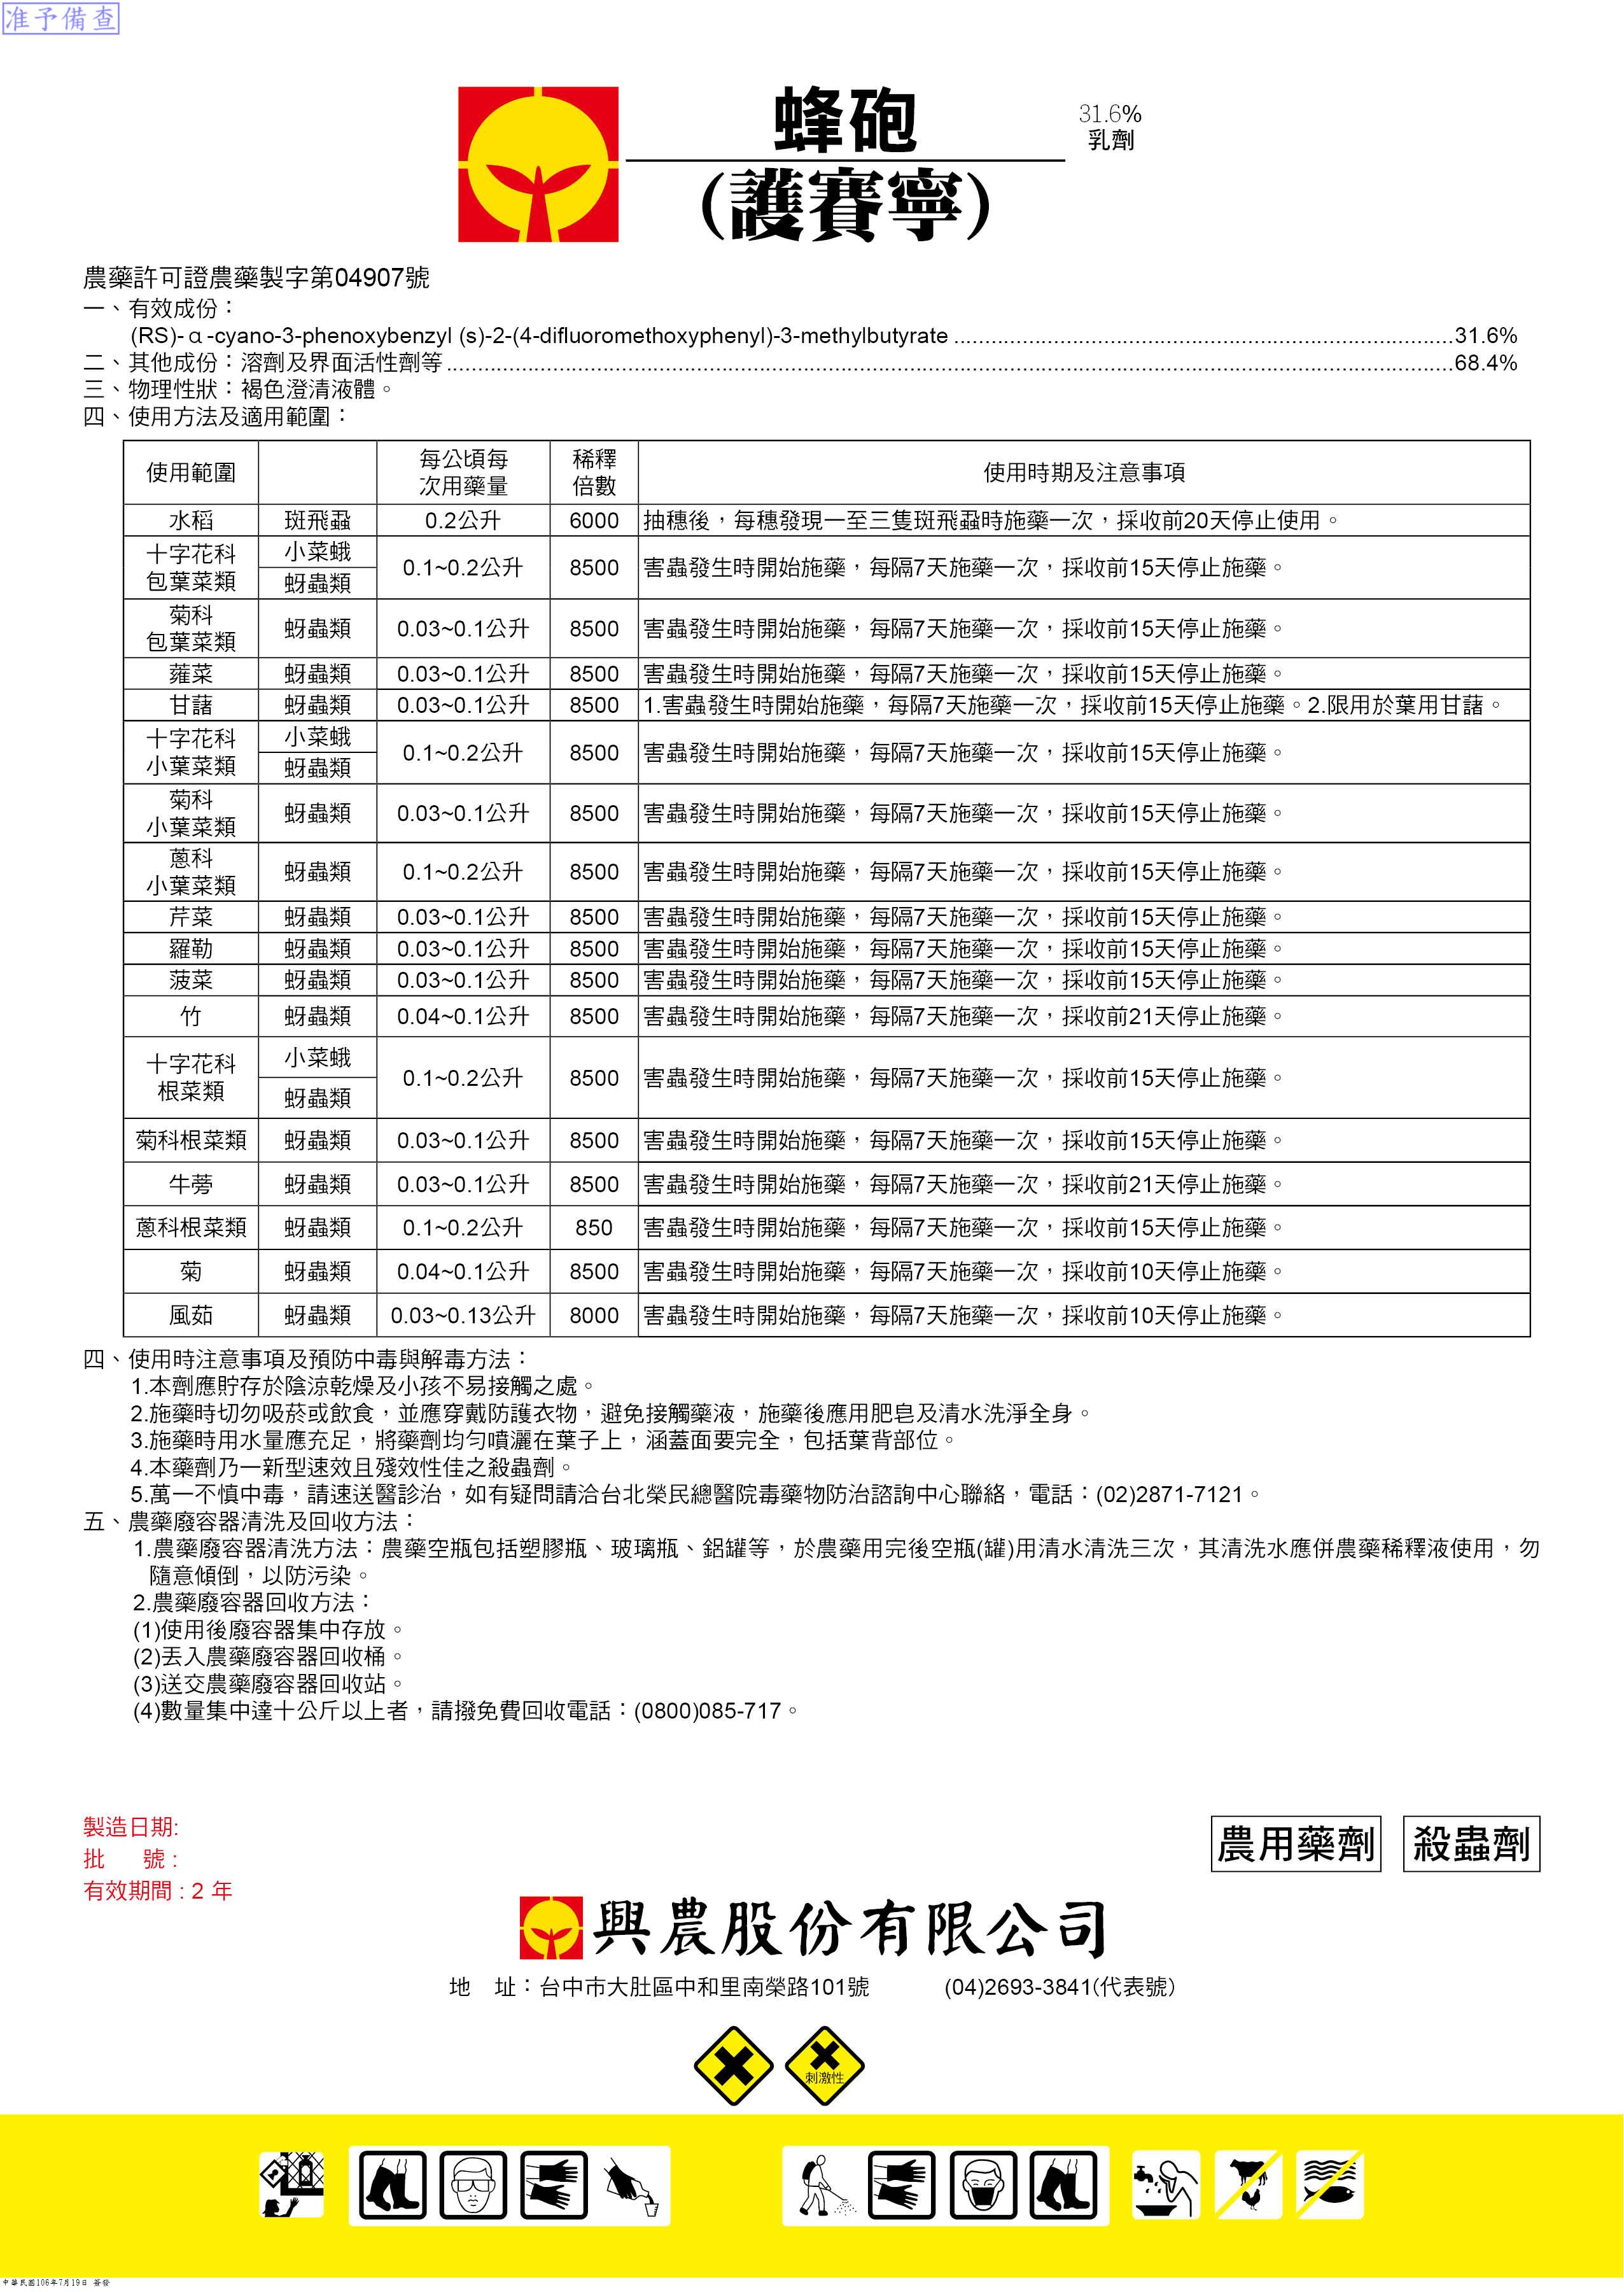 准予備查
蜂砲
31.6%
乳劑
(護賽寧)
農藥許可證農藥製字第04907號
一、有效成份：
(RS)-α-cyano-3-phenoxybenzyl (s)-2-(4-difluoromethoxyphenyl)-3-methylbutyrate ................................................................................31.6%
二、其他成份：溶劑及界面活性劑等.................................................................................................................................................................68.4%
三、物理性狀：褐色澄清液體。
四、使用方法及適用範圍：
使用範圍 每公頃每次用藥量 稀釋倍數 使用時期及注意事項
水稻 斑飛蝨 0.2公升 6000 抽穗後，每穗發現一至三隻斑飛蝨時施藥一次，採收前20天停止使用。
十字花科包葉菜類 小菜蛾 蚜蟲類 0.1~0.2公升 8500 害蟲發生時開始施藥，每隔7天施藥一次，採收前15天停止施藥。
菊科包葉菜類 蚜蟲類 0.03~0.1公升 8500 害蟲發生時開始施藥，每隔7天施藥一次，採收前15天停止施藥。
蕹菜 蚜蟲類 0.03~0.1公升 8500 害蟲發生時開始施藥，每隔7天施藥一次，採收前15天停止施藥。
甘藷 蚜蟲類 0.03~0.1公升 8500 1.害蟲發生時開始施藥，每隔7天施藥一次，採收前15天停止施藥。2.限用於葉用甘藷。
十字花科小葉菜類 小菜蛾 蚜蟲類 0.1~0.2公升 8500 害蟲發生時開始施藥，每隔7天施藥一次，採收前15天停止施藥。
菊科小葉菜類 蚜蟲類 0.03~0.1公升 8500 害蟲發生時開始施藥，每隔7天施藥一次，採收前15天停止施藥。
蔥科小葉菜類 蚜蟲類 0.1~0.2公升 8500 害蟲發生時開始施藥，每隔7天施藥一次，採收前15天停止施藥。
芹菜 蚜蟲類 0.03~0.1公升 8500 害蟲發生時開始施藥，每隔7天施藥一次，採收前15天停止施藥。
羅勒 蚜蟲類 0.03~0.1公升 8500 害蟲發生時開始施藥，每隔7天施藥一次，採收前15天停止施藥。
菠菜 蚜蟲類 0.03~0.1公升 8500 害蟲發生時開始施藥，每隔7天施藥一次，採收前15天停止施藥。
竹 蚜蟲類 0.04~0.1公升 8500 害蟲發生時開始施藥，每隔7天施藥一次，採收前21天停止施藥。
十字花科根菜類 小菜蛾 蚜蟲類 0.1~0.2公升 8500 害蟲發生時開始施藥，每隔7天施藥一次，採收前15天停止施藥。
菊科根菜類 蚜蟲類 0.03~0.1公升 8500 害蟲發生時開始施藥，每隔7天施藥一次，採收前15天停止施藥。
牛蒡 蚜蟲類 0.03~0.1公升 8500 害蟲發生時開始施藥，每隔7天施藥一次，採收前21天停止施藥。
蔥科根菜類 蚜蟲類 0.1~0.2公升 850 害蟲發生時開始施藥，每隔7天施藥一次，採收前15天停止施藥。
菊 蚜蟲類 0.04~0.1公升 8500 害蟲發生時開始施藥，每隔7天施藥一次，採收前10天停止施藥。
風茹 蚜蟲類 0.03~0.13公升 8000 害蟲發生時開始施藥，每隔7天施藥一次，採收前10天停止施藥。
四、使用時注意事項及預防中毒與解毒方法：
1.本劑應貯存於陰涼乾燥及小孩不易接觸之處。
2.施藥時切勿吸菸或飲食，並應穿戴防護衣物，避免接觸藥液，施藥後應用肥皂及清水洗淨全身。
3.施藥時用水量應充足，將藥劑均勻噴灑在葉子上，涵蓋面要完全，包括葉背部位。
4.本藥劑乃一新型速效且殘效性佳之殺蟲劑。
5.萬一不慎中毒，請速送醫診治，如有疑問請洽台北榮民總醫院毒藥物防治諮詢中心聯絡，電話：(02)2871-7121。
五、農藥廢容器清洗及回收方法：
1.農藥廢容器清洗方法：農藥空瓶包括塑膠瓶、玻璃瓶、鋁罐等，於農藥用完後空瓶(罐)用清水清洗三次，其清洗水應併農藥稀釋液使用，勿
隨意傾倒，以防污染。
2.農藥廢容器回收方法：
(1)使用後廢容器集中存放。
(2)丟入農藥廢容器回收桶。
(3)送交農藥廢容器回收站。
(4)數量集中達十公斤以上者，請撥免費回收電話：(0800)085-717。
製造日期:
批 號 :
有效期間 : 2 年
農用藥劑 殺蟲劑
興農股份有限公司
地 址：台中市大肚區中和里南榮路101號 (04)2693-3841(代表號)
刺激性
中華民國106年7月19日 簽發